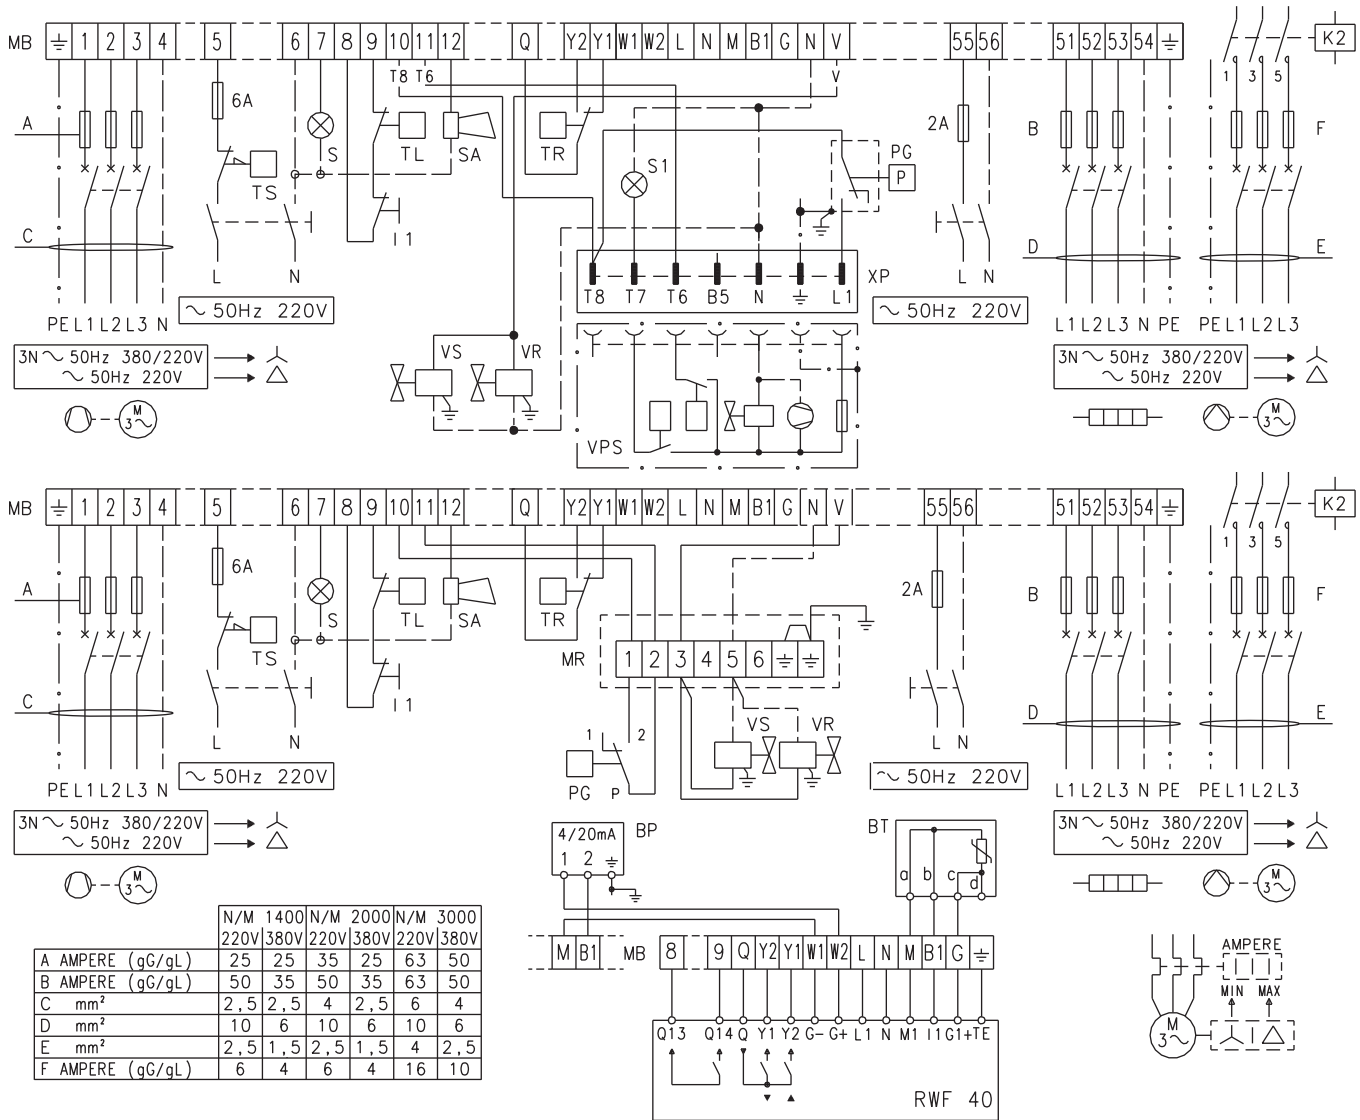 MB 1 2 3 4 5 6 7 8 9 10 11 12 Q Y2 Y1 W1 W2 L N M B1 G N V 55 56 51 52 53 54 K2
T8 T6 V 1 3 5
A 6A S TL SA TR S1 PG P 2A B F
TS
C I1 D E
L N XP L N
T8 T7 T6 B5 N L1
~ 50Hz 220V ~ 50Hz 220V
PE L1 L2 L3 N L1 L2 L3 N PE PE L1 L2 L3
3N ~ 50Hz 380/220V VS VR 3N ~ 50Hz 380/220V
~ 50Hz 220V ~ 50Hz 220V
M 3~ VPS M 3~
MB 1 2 3 4 5 6 7 8 9 10 11 12 Q Y2 Y1 W1 W2 L N M B1 G N V 55 56 51 52 53 54 K2
1 3 5
A 6A S TL SA TR 2A B F
TS MR 1 2 3 4 5 6
C I1 D E
L N 1 2 VS VR L N
~ 50Hz 220V PG P ~ 50Hz 220V
PE L1 L2 L3 N L1 L2 L3 N PE PE L1 L2 L3
3N ~ 50Hz 380/220V 3N ~ 50Hz 380/220V
~ 50Hz 220V ~ 50Hz 220V
4/20mA BP BT
1 2 a b c d
M 3~ M 3~
N/M 1400 N/M 2000 N/M 3000
220V 380V 220V 380V 220V 380V
A AMPERE (gG/gL) 25 25 35 25 63 50
B AMPERE (gG/gL) 50 35 50 35 63 50
C mm² 2,5 2,5 4 2,5 6 4
D mm² 10 6 10 6 10 6
E mm² 2,5 1,5 2,5 1,5 4 2,5
F AMPERE (gG/gL) 6 4 6 4 16 10
M B1 MB 8 9 Q Y2 Y1 W1 W2 L N M B1 G
Q13 Q14 Q Y1 Y2 G- G+ L1 N M1 I1 G1+ TE
RWF 40
AMPERE
MIN MAX
M 3~